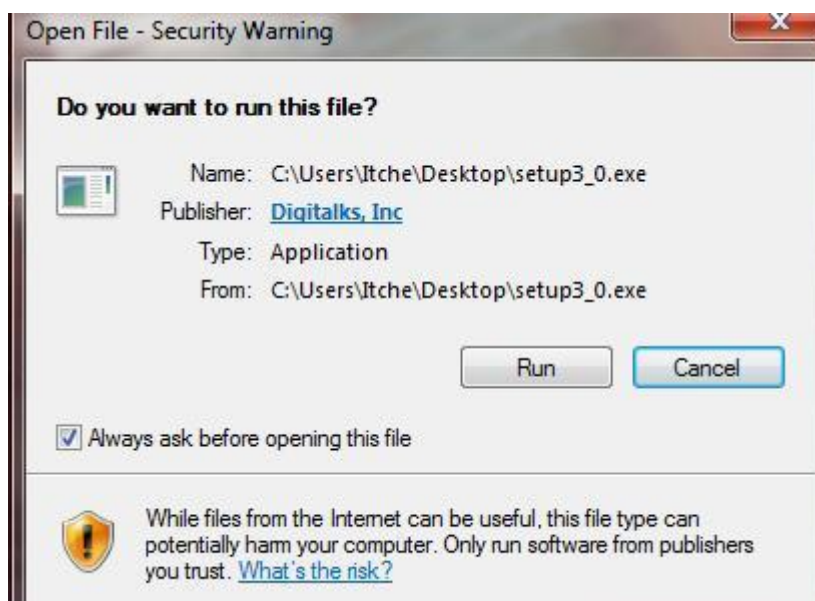 Open File - Security Warning
Do you want to run this file?
Name: C:\Users\Itche\Desktop\setup3_0.exe
Publisher: Digitalks, Inc
Type: Application
From: C:\Users\Itche\Desktop\setup3_0.exe
Run Cancel
Always ask before opening this file
While files from the Internet can be useful, this file type can
potentially harm your computer. Only run software from publishers
you trust. What's the risk?